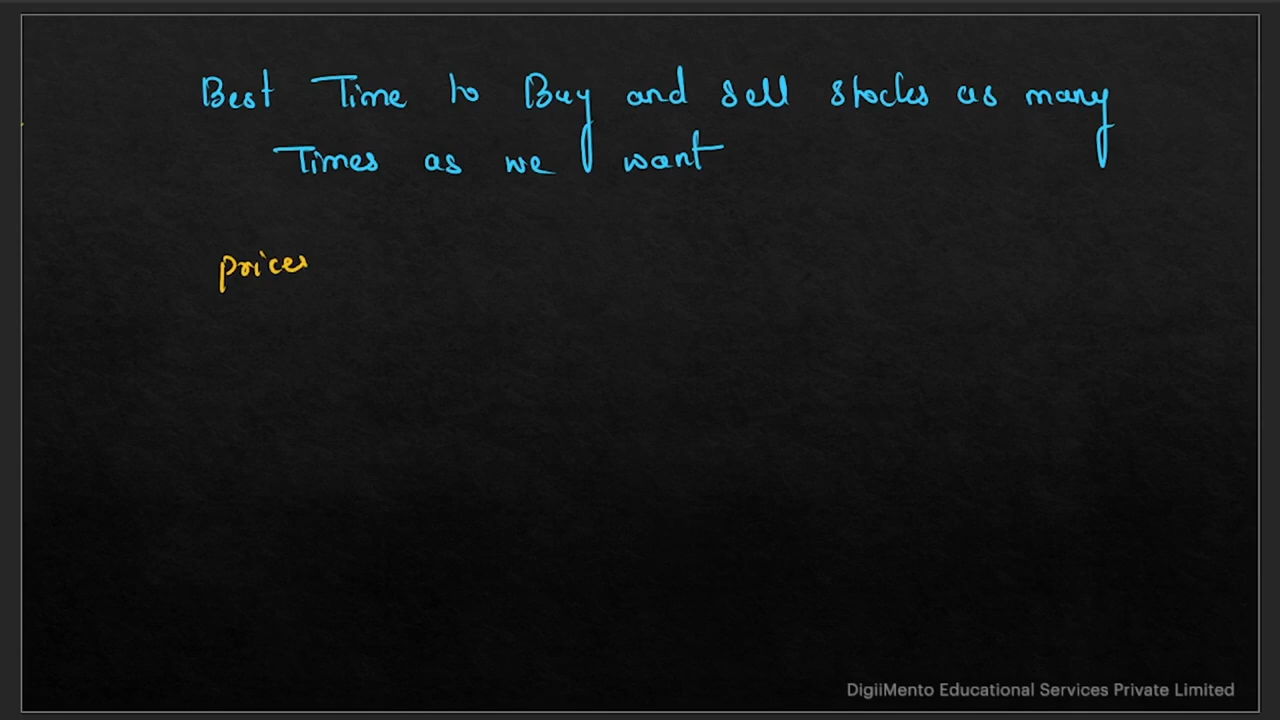 Best Time to Buy and sell stocks as many
Times as we want
prices
DigiiMento Educational Services Private Limited